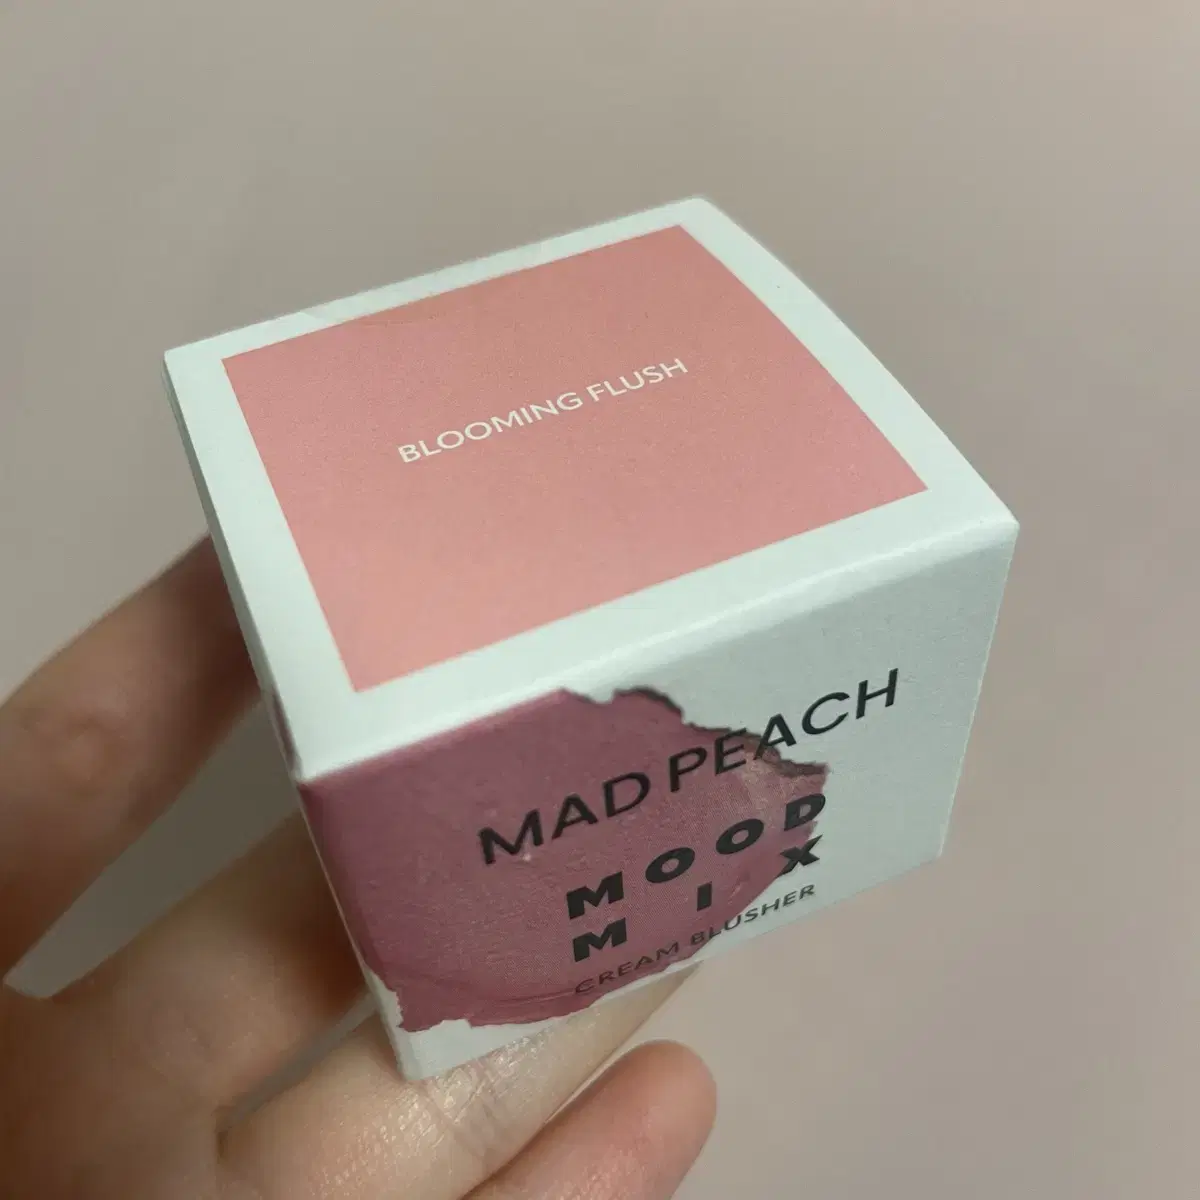 BLOOMING FLUSH
MAD PEACH
MOOD
MIX
CREAM BLUSHER